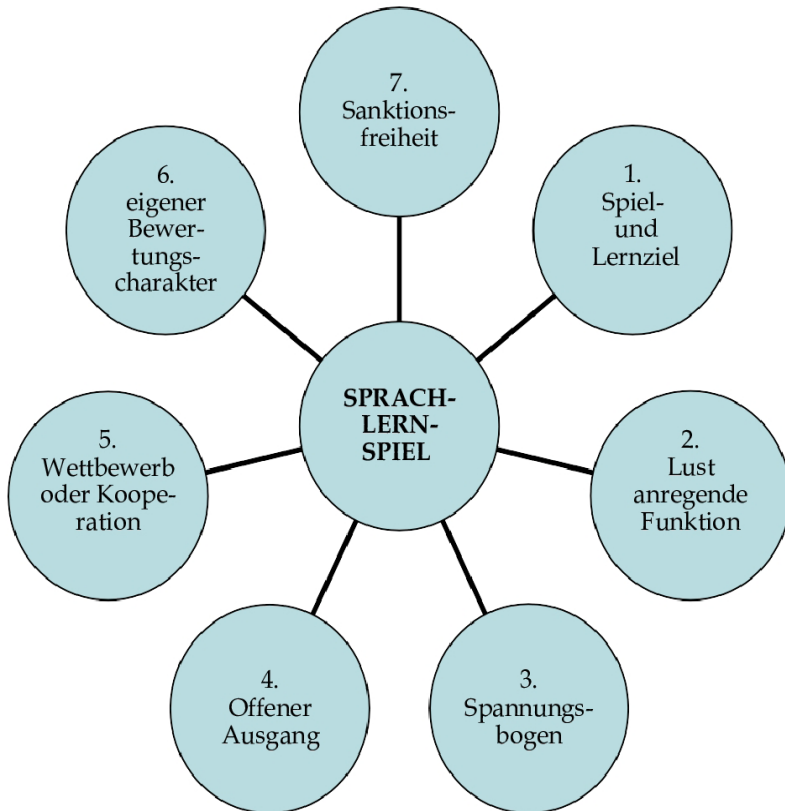 7.
Sanktions-
freiheit
1.
Spiel-
und
Lernziel
2.
Lust
anregende
Funktion
3.
Spannungs-
bogen
4.
Offener
Ausgang
5.
Wettbewerb
oder Koope-
ration
6.
eigener
Bewer-
tungs-
charakter
SPRACH-
LERN-
SPIEL